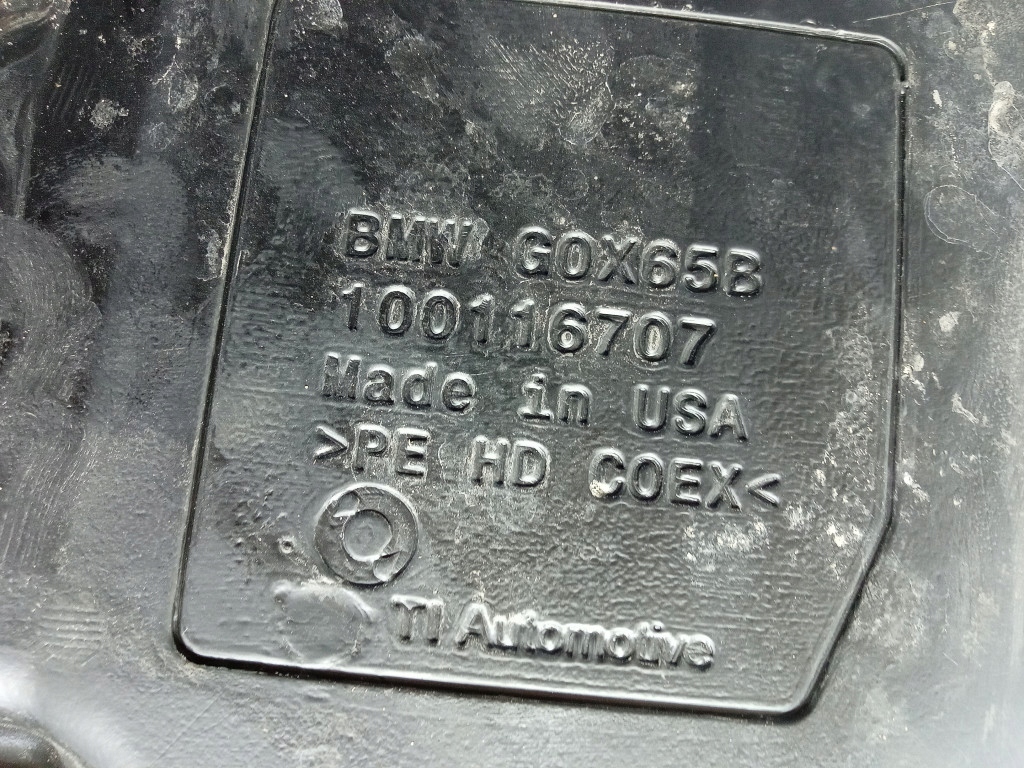 BMW G0X65B
100116707
Made in USA
>PE HD COEX<
TI Automotive